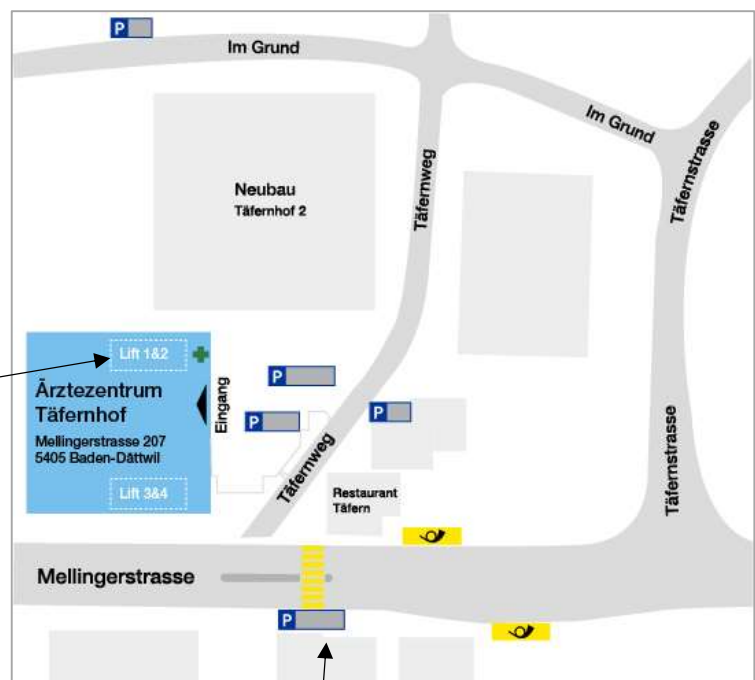 P
Im Grund
Im Grund
Täfernstrasse
Täfernweg
Neubau
Täfernhof 2
Lift 1&2
Ärztezentrum
Täfernhof
Mellingerstrasse 207
5405 Baden-Dättwil
Lift 3&4
Eingang
P
P
P
Täfernweg
Restaurant
Täfern
Täfernstrasse
Mellingerstrasse
P